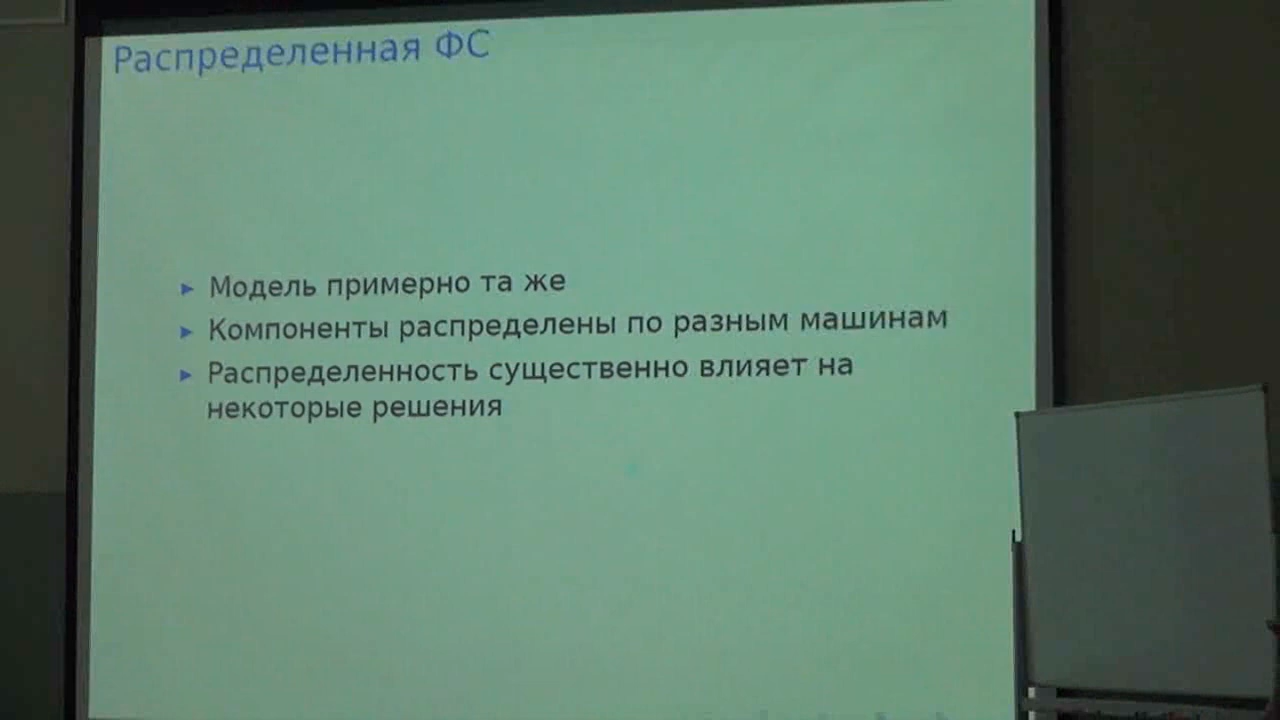 Распределенная ФС
► Модель примерно та же
► Компоненты распределены по разным машинам
► Распределенность существенно влияет на
некоторые решения